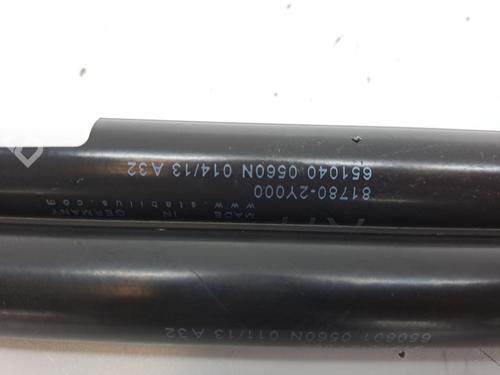 MADE IN GERMANY
www.stabilus.com
81780-2Y000
651040 0560N 014/13 A32
650801 0560N 011/13 A32